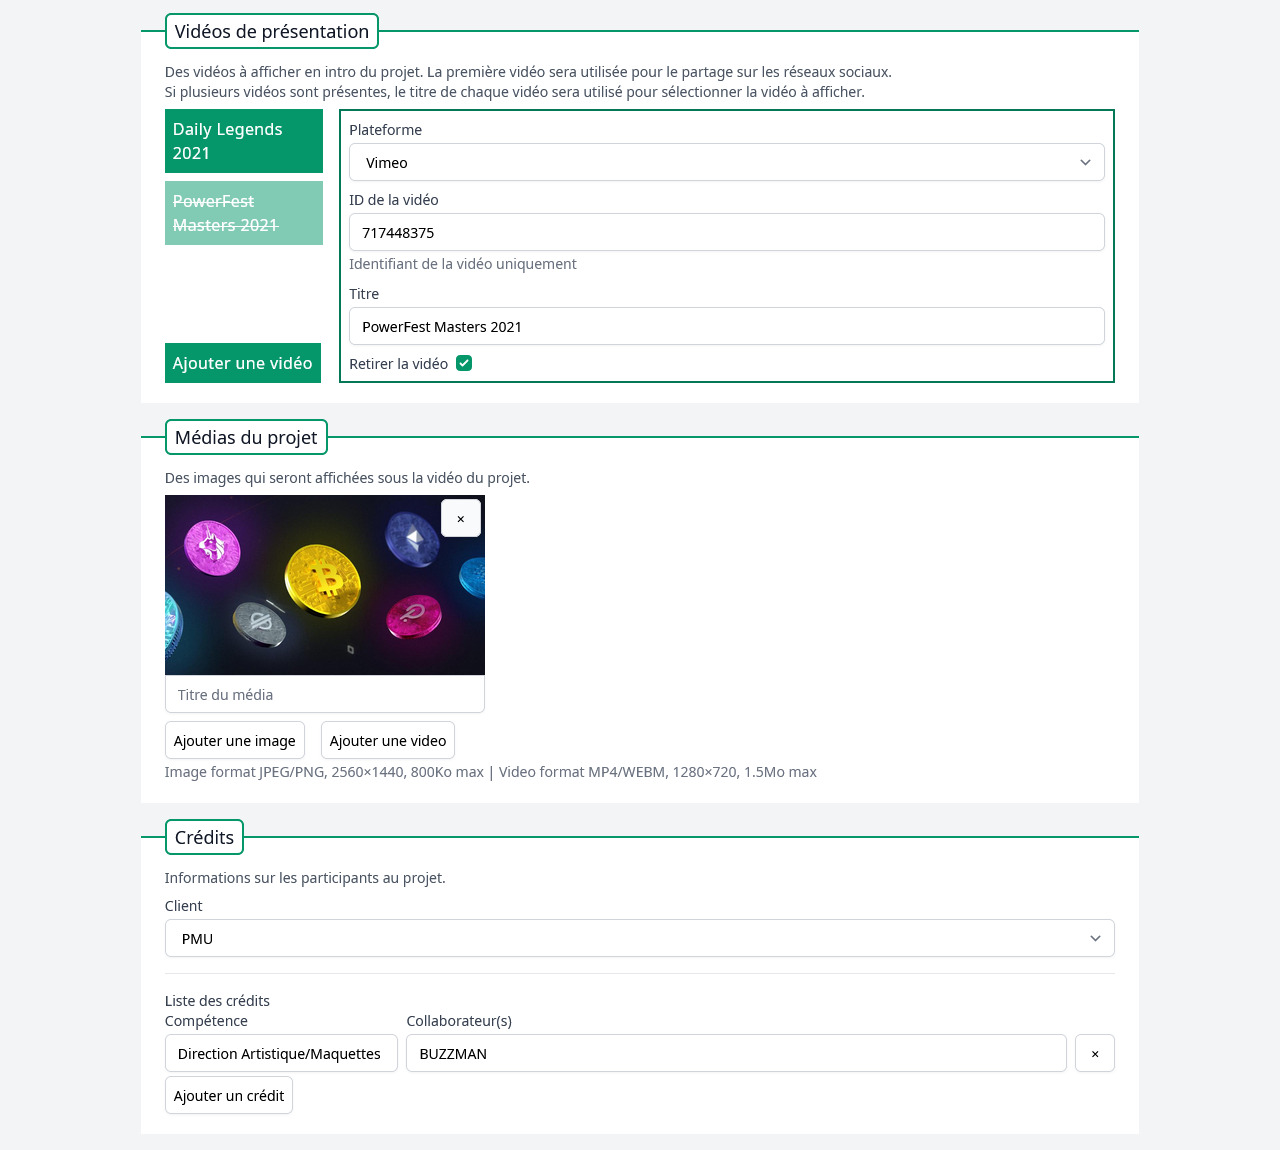 Vidéos de présentation
Des vidéos à afficher en intro du projet. La première vidéo sera utilisée pour le partage sur les réseaux sociaux.
Si plusieurs vidéos sont présentes, le titre de chaque vidéo sera utilisé pour sélectionner la vidéo à afficher.
Daily Legends
2021
PowerFest
Masters 2021
Ajouter une vidéo
Plateforme
Vimeo
ID de la vidéo
717448375
Identifiant de la vidéo uniquement
Titre
PowerFest Masters 2021
Retirer la vidéo
Médias du projet
Des images qui seront affichées sous la vidéo du projet.
×
Titre du média
Ajouter une image
Ajouter une video
Image format JPEG/PNG, 2560×1440, 800Ko max | Video format MP4/WEBM, 1280×720, 1.5Mo max
Crédits
Informations sur les participants au projet.
Client
PMU
Liste des crédits
Compétence
Collaborateur(s)
Direction Artistique/Maquettes
BUZZMAN
×
Ajouter un crédit